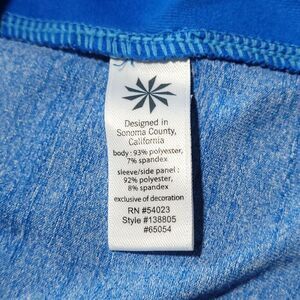 Designed in
Sonoma County,
California
body: 93% polyester,
7% spandex
sleeve/side panel:
92% polyester,
8% spandex
exclusive of decoration
RN #54023
Style #138805
#65054